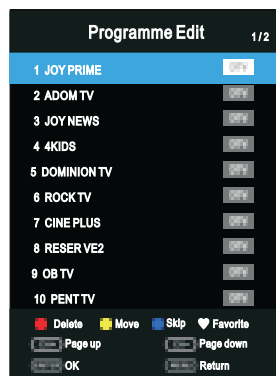 Programme Edit 1/2
1 JOY PRIME
2 ADOM TV
3 JOY NEWS
4 4KIDS
5 DOMINION TV
6 ROCK TV
7 CINE PLUS
8 RESER VE2
9 OB TV
10 PENT TV
Delete Move Skip Favorite
Page up Page down
OK Return